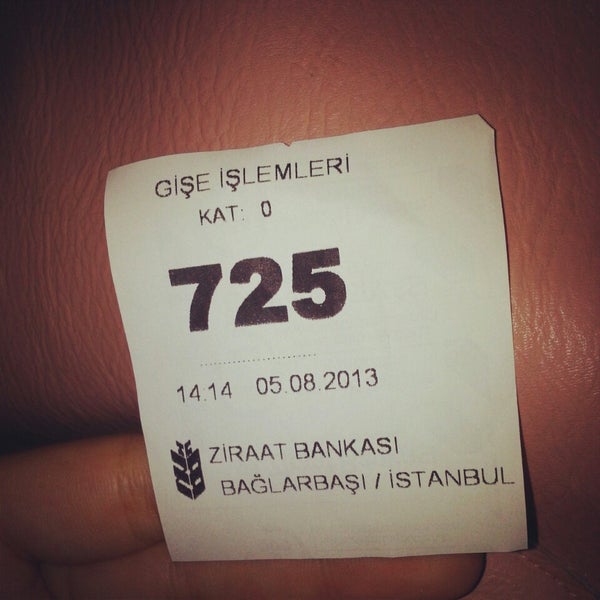 GİŞE İŞLEMLERİ
KAT: 0
725
14.14 05.08.2013
ZİRAAT BANKASI
BAĞLARBAŞI / İSTANBUL